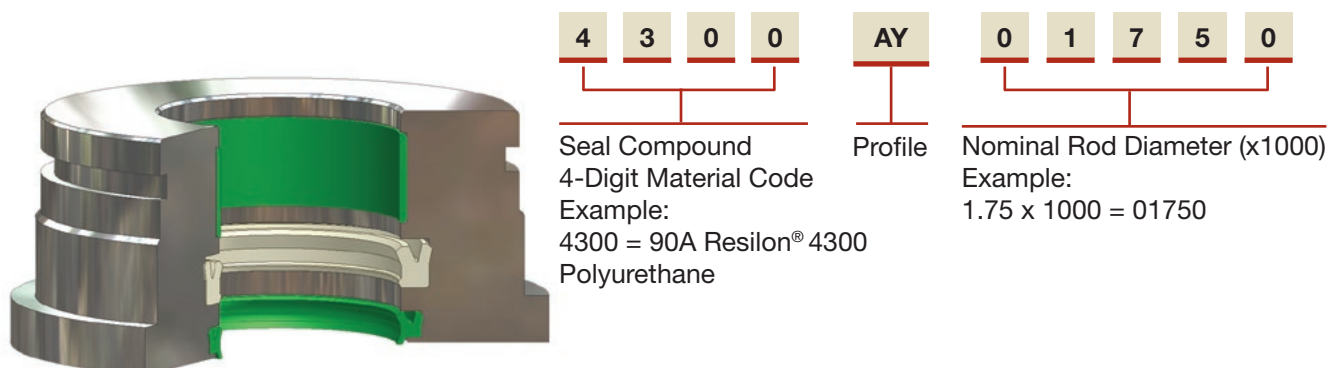 4 3 0 0 AY 0 1 7 5 0
Seal Compound
4-Digit Material Code
Example:
4300 = 90A Resilon® 4300
Polyurethane
Profile
Nominal Rod Diameter (x1000)
Example:
1.75 x 1000 = 01750